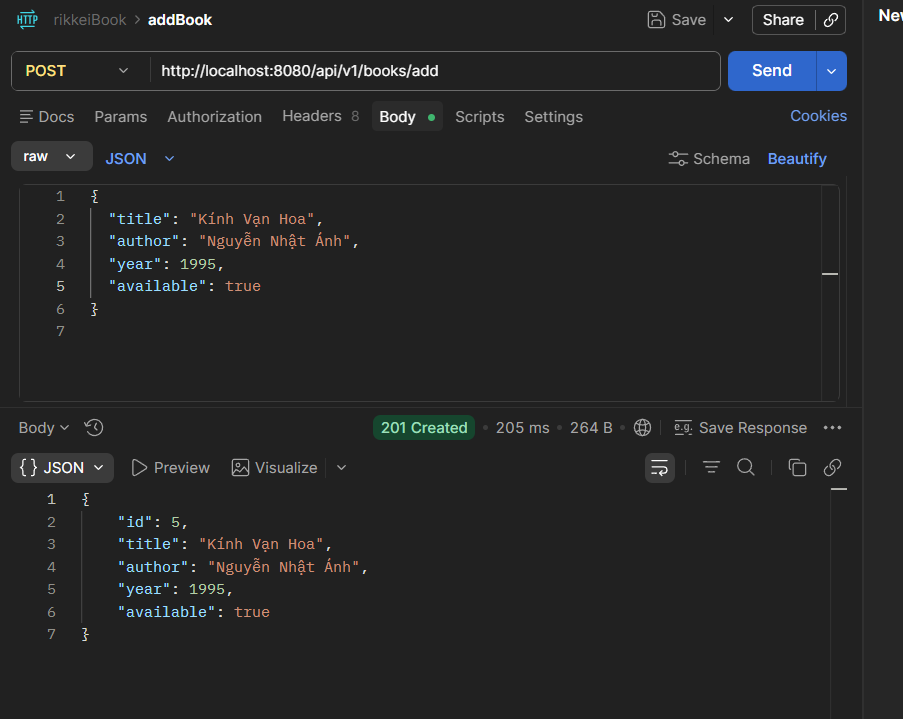 HTTP rikkeiBook > addBook Save Share New
POST http://localhost:8080/api/v1/books/add Send
Docs Params Authorization Headers 8 Body Scripts Settings Cookies
raw JSON Schema Beautify
1 {
2 "title": "Kính Vạn Hoa",
3 "author": "Nguyễn Nhật Ánh",
4 "year": 1995,
5 "available": true
6 }
7
Body 201 Created • 205 ms • 264 B • e.g. Save Response •••
{} JSON Preview Visualize
1 {
2 "id": 5,
3 "title": "Kính Vạn Hoa",
4 "author": "Nguyễn Nhật Ánh",
5 "year": 1995,
6 "available": true
7 }